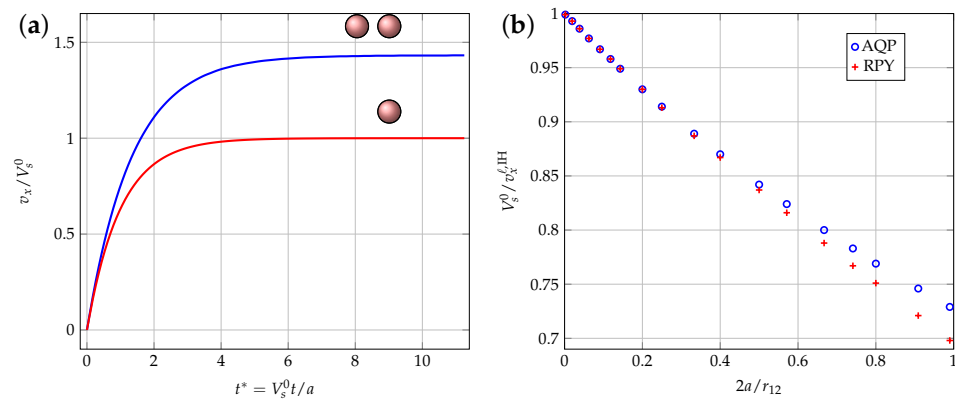 (a)
1.5
1
0.5
0
v_x/V_s^0
0 2 4 6 8 10
t* = V_s^0 t/a
(b)
1
0.95
0.9
0.85
0.8
0.75
0.7
V_s^0/v_x^{ℓ,IH}
AQP
RPY
0 0.2 0.4 0.6 0.8 1
2a/r_12